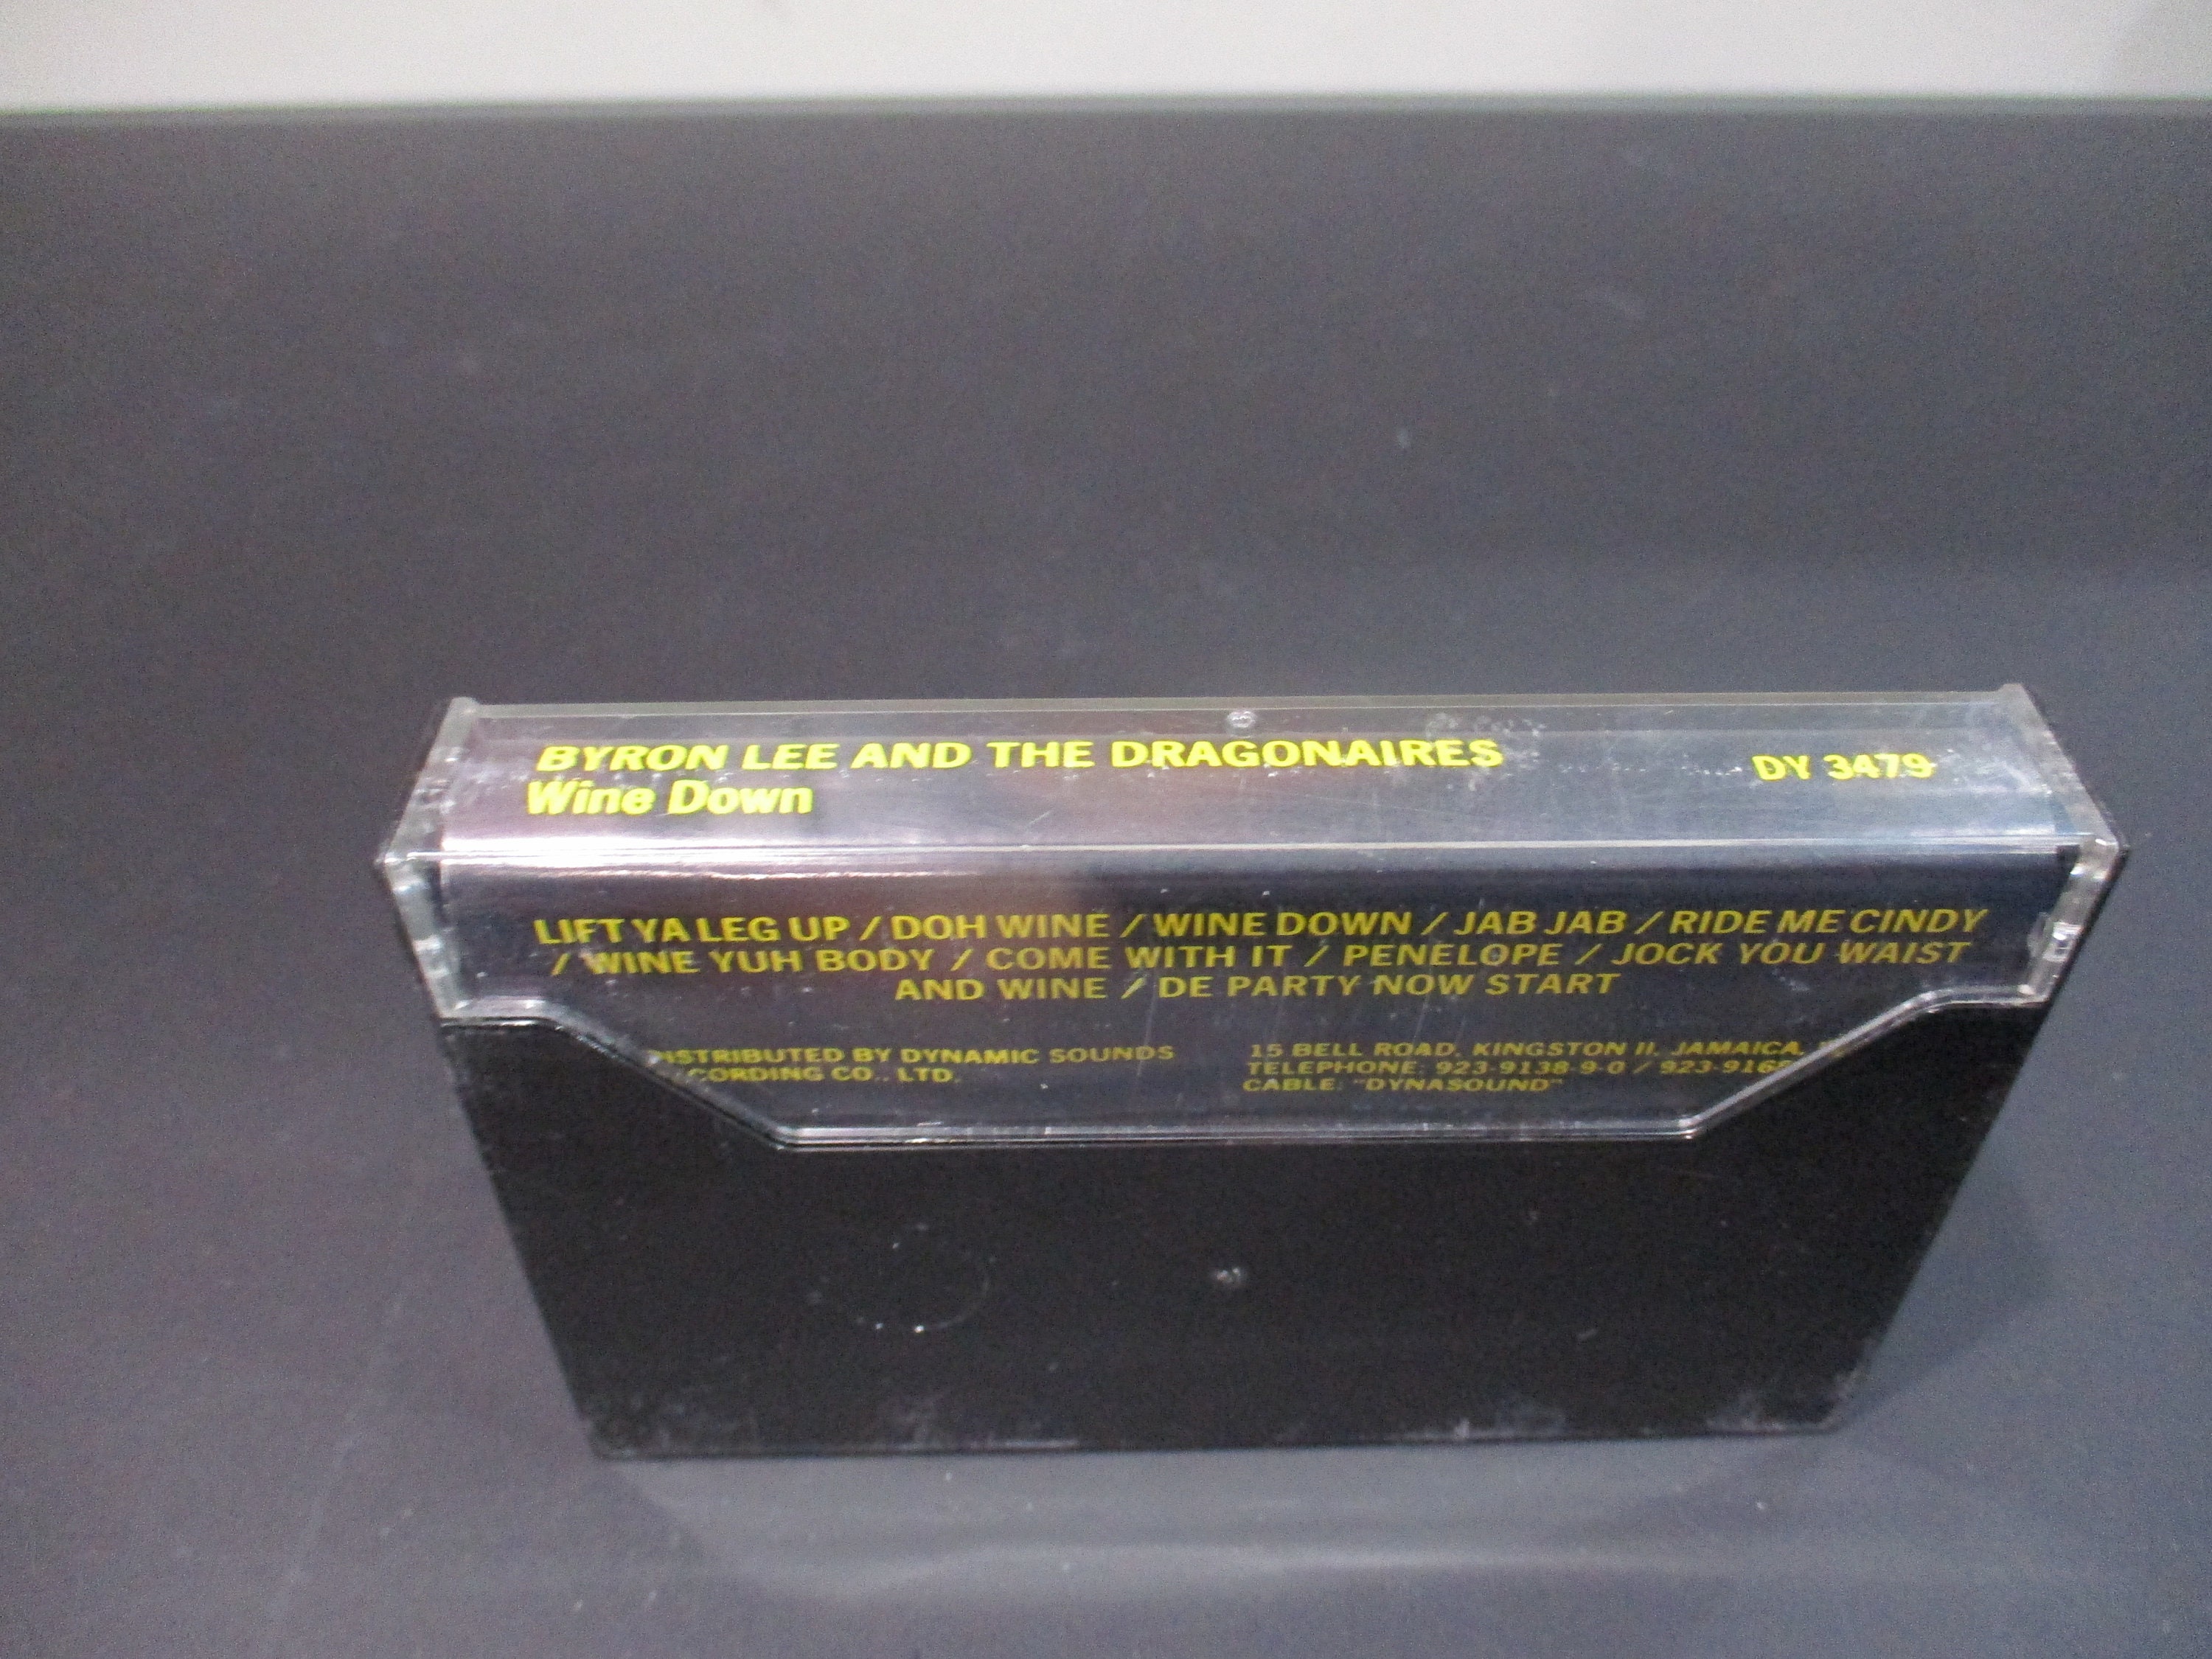 BYRON LEE AND THE DRAGONAIRES
DY 3479
Wine Down
LIFT YA LEG UP / DOH WINE / WINE DOWN / JAB JAB / RIDE ME CINDY
/ WINE YUH BODY / COME WITH IT / PENELOPE / JOCK YOU WAIST
AND WINE / DE PARTY NOW START
DISTRIBUTED BY DYNAMIC SOUNDS
RECORDING CO., LTD.
15 BELL ROAD, KINGSTON II, JAMAICA,
TELEPHONE: 923-9138-9-0 /
CABLE: "DYNASOUND"